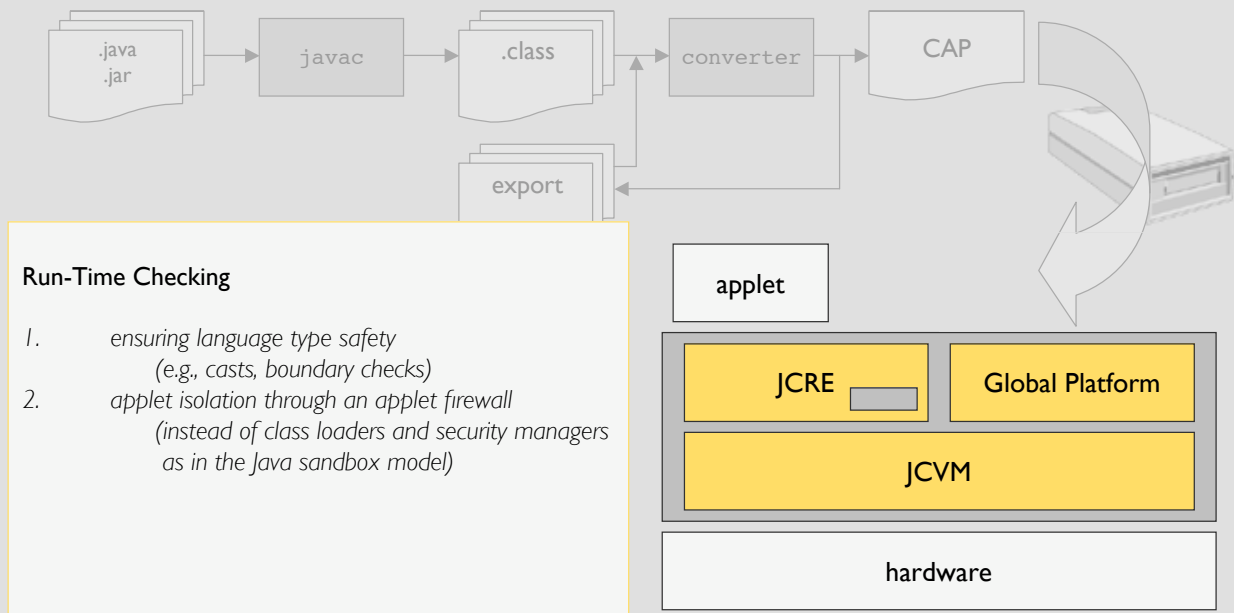 .java
.jar
javac
.class
converter
CAP
export
Run-Time Checking
1. ensuring language type safety
(e.g., casts, boundary checks)
2. applet isolation through an applet firewall
(instead of class loaders and security managers
as in the Java sandbox model)
applet
JCRE
Global Platform
JCVM
hardware